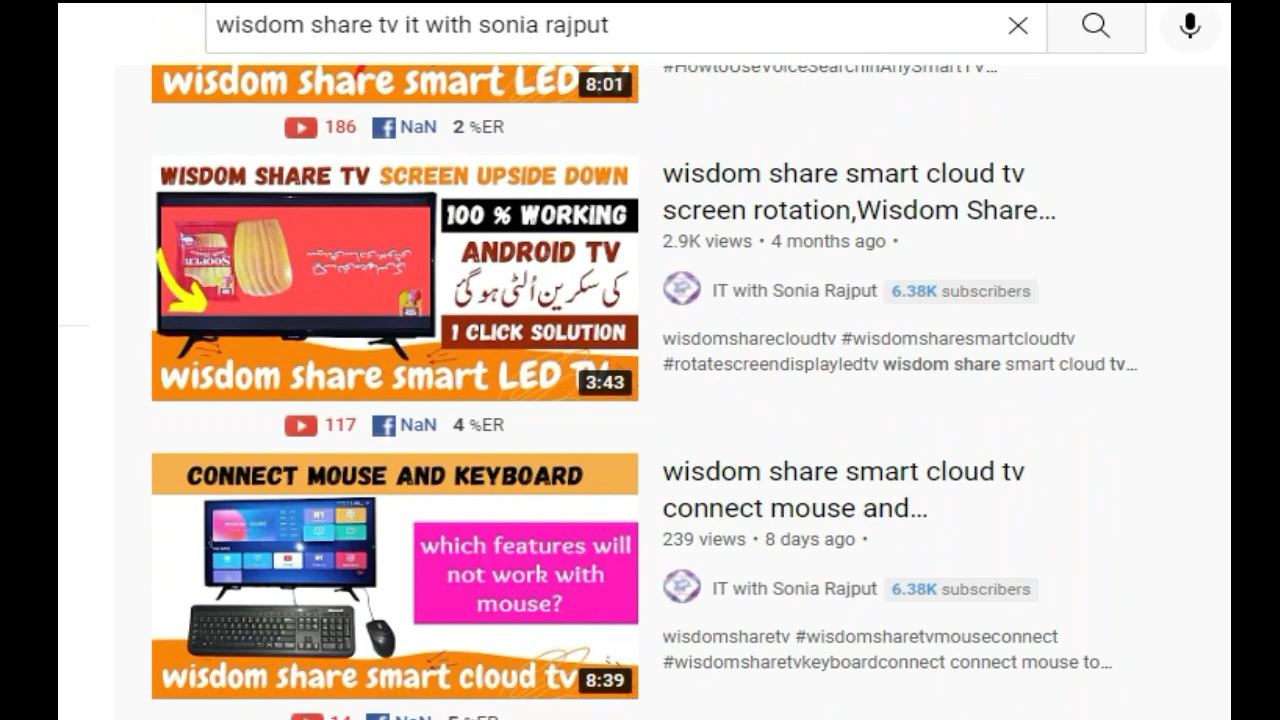 wisdom share tv it with sonia rajput
wisdom share smart LED
8:01
186 NaN 2 %ER
WISDOM SHARE TV SCREEN UPSIDE DOWN
100 % WORKING
ANDROID TV
کی سکرین اُلٹی ہو گئی
1 CLICK SOLUTION
wisdom share smart LED TV
3:43
wisdom share smart cloud tv
screen rotation,Wisdom Share...
2.9K views • 4 months ago •
IT with Sonia Rajput 6.38K subscribers
wisdomsharecloudtv #wisdomsharesmartcloudtv
#rotatescreendisplayledtv wisdom share smart cloud tv...
117 NaN 4 %ER
CONNECT MOUSE AND KEYBOARD
which features will
not work with
mouse?
wisdom share smart cloud tv
8:39
wisdom share smart cloud tv
connect mouse and...
239 views • 8 days ago •
IT with Sonia Rajput 6.38K subscribers
wisdomsharetv #wisdomsharetvmouseconnect
#wisdomsharetvkeyboardconnect connect mouse to...